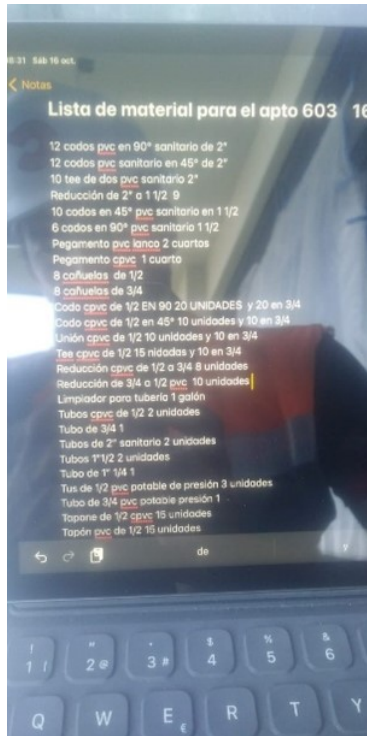 8:31 Sáb 16 oct.
Notas
Lista de material para el apto 603 16
12 codos pvc en 90° sanitario de 2"
12 codos pvc sanitario en 45° de 2"
10 tee de dos pvc sanitario 2"
Reducción de 2" a 1 1/2 9
10 codos en 45° pvc sanitario en 1 1/2
6 codos en 90° pvc sanitario 1 1/2
Pegamento pvc lanco 2 cuartos
Pegamento cpvc 1 cuarto
8 cañuelas de 1/2
8 cañuelas de 3/4
Codo cpvc de 1/2 EN 90 20 UNIDADES y 20 en 3/4
Codo cpvc de 1/2 en 45° 10 unidades y 10 en 3/4
Unión cpvc de 1/2 10 unidades y 10 en 3/4
Tee cpvc de 1/2 15 nidadas y 10 en 3/4
Reducción cpvc de 1/2 a 3/4 8 unidades
Reducción de 3/4 a 1/2 pvc 10 unidades
Limpiador para tubería 1 galón
Tubos cpvc de 1/2 2 unidades
Tubo de 3/4 1
Tubos de 2" sanitario 2 unidades
Tubos 1"1/2 2 unidades
Tubo de 1" 1/4 1
Tus de 1/2 pvc potable de presión 3 unidades
Tubo de 3/4 pvc potable presión 1
Tapone de 1/2 cpvc 15 unidades
Tapón pvc de 1/2 15 unidades
de y
! 1 " 2 @ 3 # $ 4 % 5 & 6
Q W E € R T Y